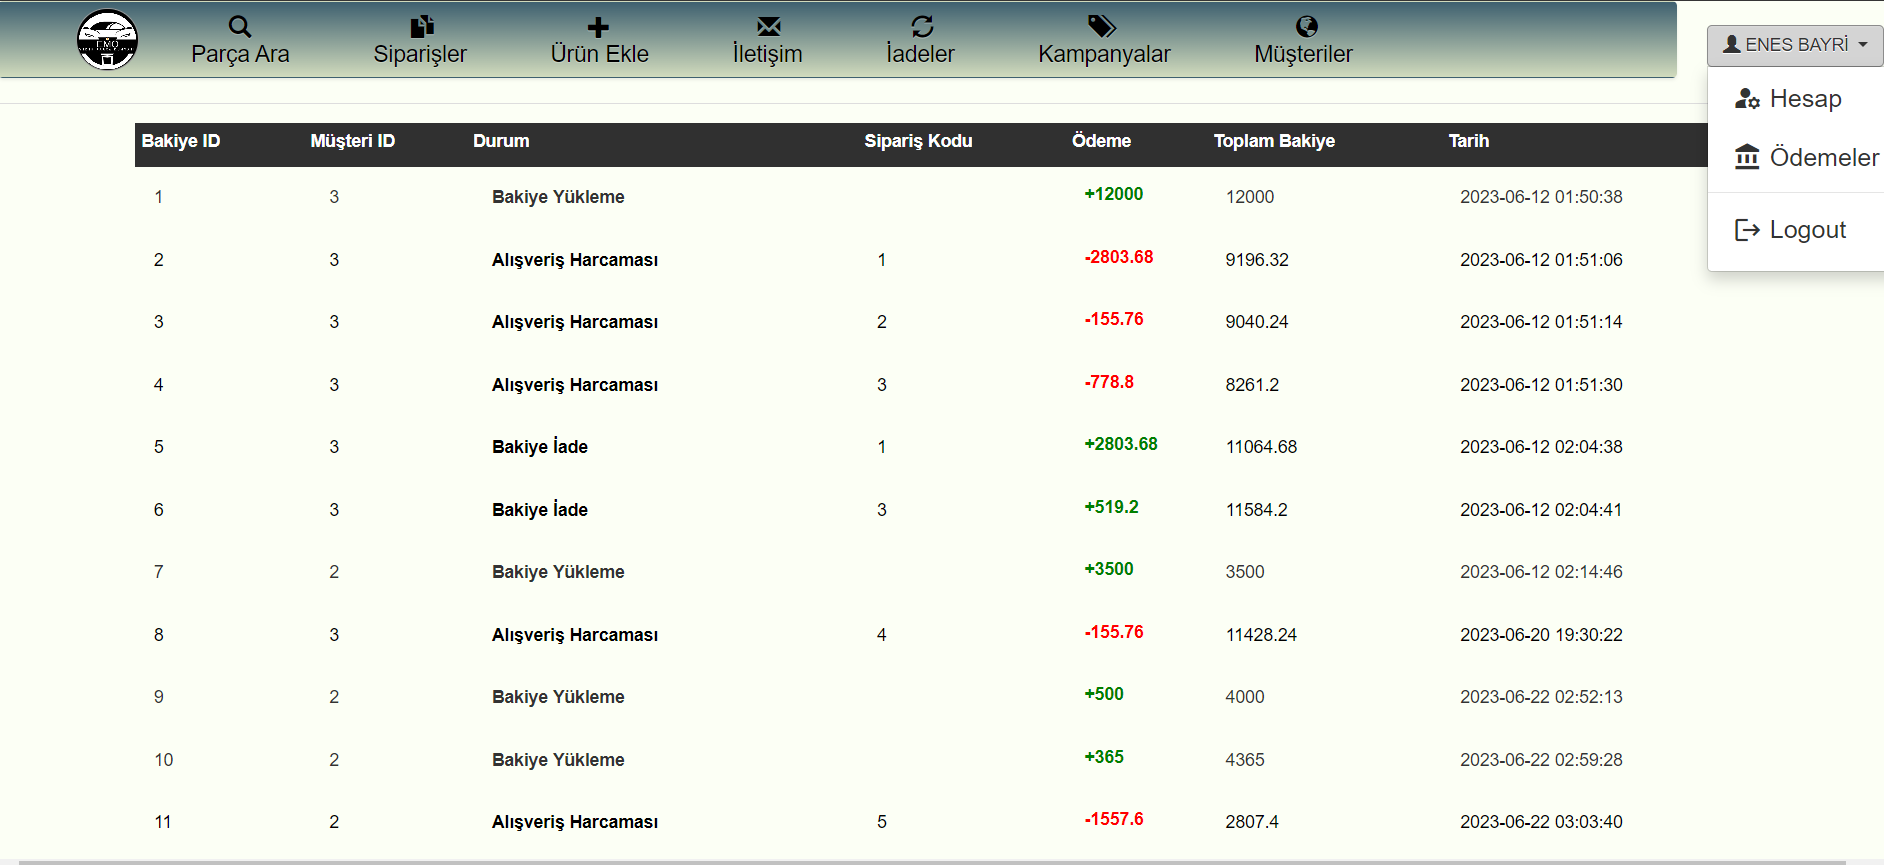 EMO
Parça Ara
Siparişler
Ürün Ekle
İletişim
İadeler
Kampanyalar
Müşteriler
ENES BAYRİ
Hesap
Ödemeler
Logout
Bakiye ID Müşteri ID Durum Sipariş Kodu Ödeme Toplam Bakiye Tarih
1 3 Bakiye Yükleme +12000 12000 2023-06-12 01:50:38
2 3 Alışveriş Harcaması 1 -2803.68 9196.32 2023-06-12 01:51:06
3 3 Alışveriş Harcaması 2 -155.76 9040.24 2023-06-12 01:51:14
4 3 Alışveriş Harcaması 3 -778.8 8261.2 2023-06-12 01:51:30
5 3 Bakiye İade 1 +2803.68 11064.68 2023-06-12 02:04:38
6 3 Bakiye İade 3 +519.2 11584.2 2023-06-12 02:04:41
7 2 Bakiye Yükleme +3500 3500 2023-06-12 02:14:46
8 3 Alışveriş Harcaması 4 -155.76 11428.24 2023-06-20 19:30:22
9 2 Bakiye Yükleme +500 4000 2023-06-22 02:52:13
10 2 Bakiye Yükleme +365 4365 2023-06-22 02:59:28
11 2 Alışveriş Harcaması 5 -1557.6 2807.4 2023-06-22 03:03:40